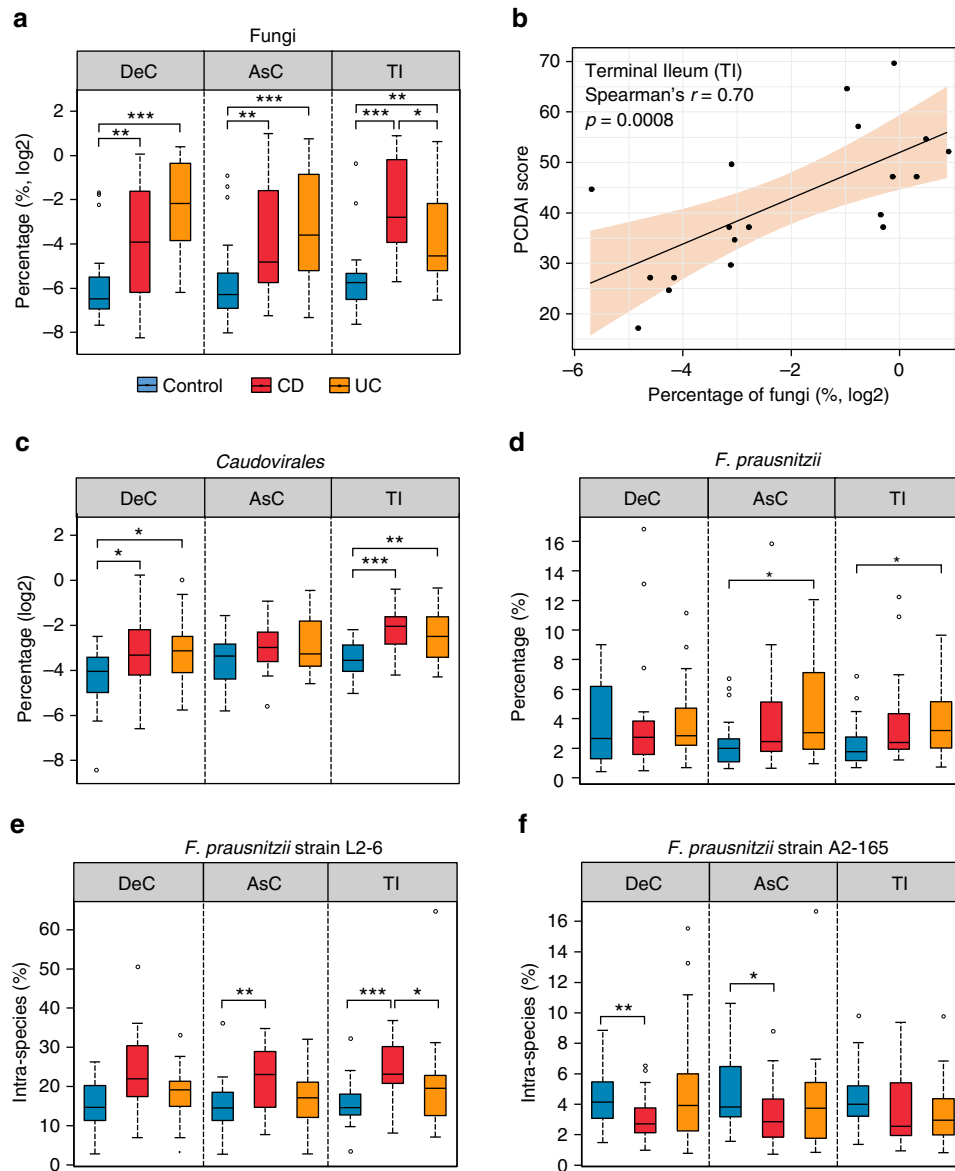 a
Fungi
DeC AsC TI
** *** ** *** *** ** *
Percentage (%, log2)
2
0
−2
−4
−6
−8
Control CD UC
b
Terminal Ileum (TI)
Spearman's r = 0.70
p = 0.0008
PCDAI score
70
60
50
40
30
20
−6 −4 −2 0
Percentage of fungi (%, log2)
c
Caudovirales
DeC AsC TI
* * *** **
Percentage (log2)
2
0
−2
−4
−6
−8
d
F. prausnitzii
DeC AsC TI
* *
Percentage (%)
16
14
12
10
8
6
4
2
0
e
F. prausnitzii strain L2-6
DeC AsC TI
** *** *
Intra-species (%)
60
50
40
30
20
10
0
f
F. prausnitzii strain A2-165
DeC AsC TI
** *
Intra-species (%)
16
14
12
10
8
6
4
2
0